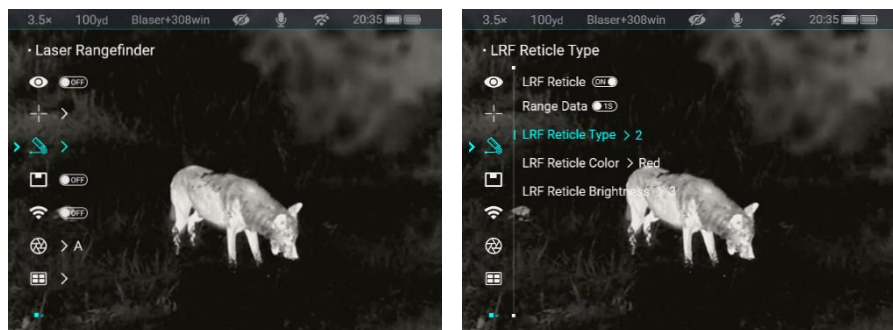 3.5× 100yd Blaser+308win 20:35
· Laser Rangefinder
OFF
OFF
OFF
A
3.5× 100yd Blaser+308win 20:35
· LRF Reticle Type
LRF Reticle ON
Range Data 1S
LRF Reticle Type > 2
LRF Reticle Color > Red
LRF Reticle Brightness > 3